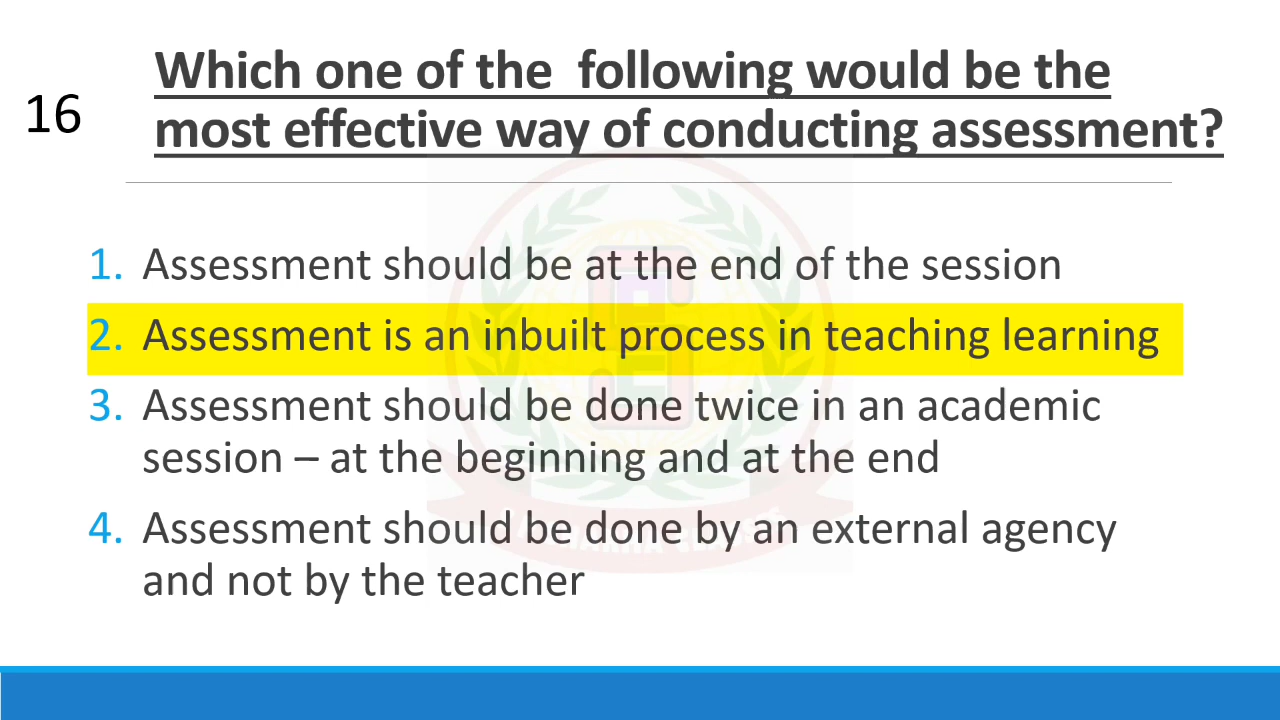 16
Which one of the following would be the
most effective way of conducting assessment?
1. Assessment should be at the end of the session
2. Assessment is an inbuilt process in teaching learning
3. Assessment should be done twice in an academic
session – at the beginning and at the end
4. Assessment should be done by an external agency
and not by the teacher